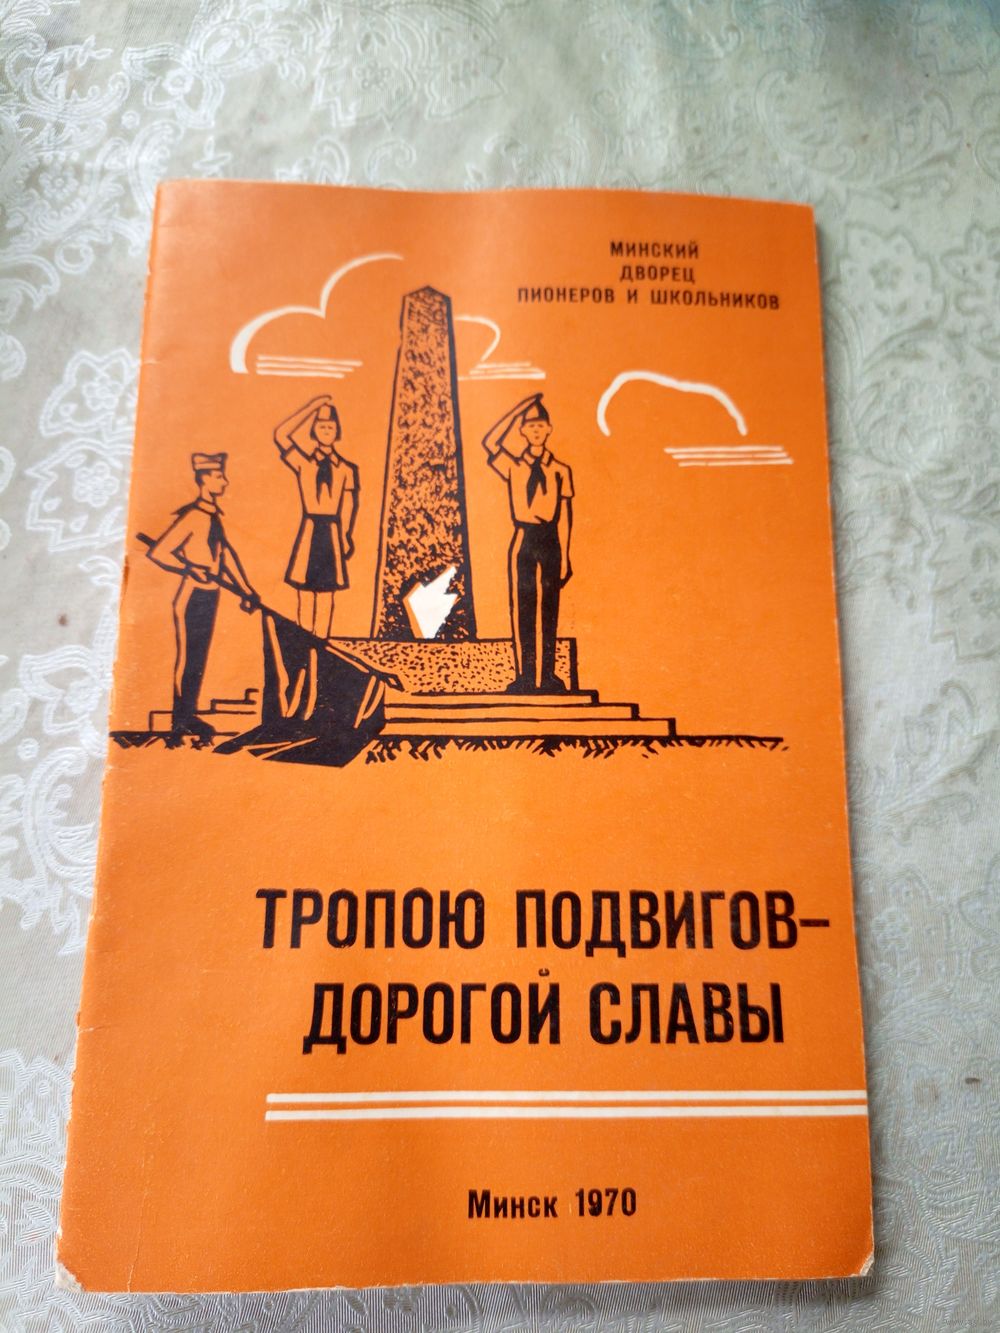 МИНСКИЙ
ДВОРЕЦ
ПИОНЕРОВ И ШКОЛЬНИКОВ
ТРОПОЮ ПОДВИГОВ–
ДОРОГОЙ СЛАВЫ
Минск 1970